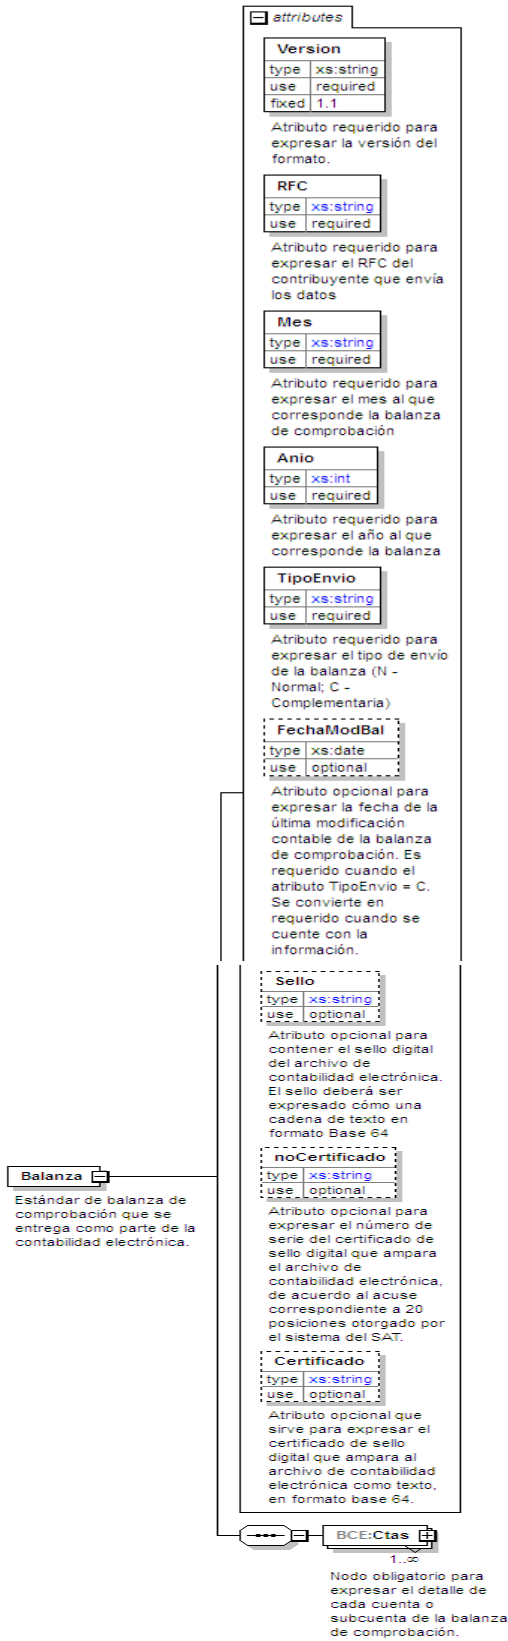 attributes
Version
type xs:string
use required
fixed 1.1
Atributo requerido para
expresar la versión del
formato.
RFC
type xs:string
use required
Atributo requerido para
expresar el RFC del
contribuyente que envía
los datos
Mes
type xs:string
use required
Atributo requerido para
expresar el mes al que
corresponde la balanza
de comprobación
Anio
type xs:int
use required
Atributo requerido para
expresar el año al que
corresponde la balanza
TipoEnvio
type xs:string
use required
Atributo requerido para
expresar el tipo de envío
de la balanza (N -
Normal; C -
Complementaria)
FechaModBal
type xs:date
use optional
Atributo opcional para
expresar la fecha de la
última modificación
contable de la balanza
de comprobación. Es
requerido cuando el
atributo TipoEnvio = C.
Se convierte en
requerido cuando se
cuente con la
información.
Sello
type xs:string
use optional
Atributo opcional para
contener el sello digital
del archivo de
contabilidad electrónica.
El sello deberá ser
expresado cómo una
cadena de texto en
formato Base 64
noCertificado
type xs:string
use optional
Atributo opcional para
expresar el número de
serie del certificado de
sello digital que ampara
el archivo de
contabilidad electrónica,
de acuerdo al acuse
correspondiente a 20
posiciones otorgado por
el sistema del SAT.
Certificado
type xs:string
use optional
Atributo opcional que
sirve para expresar el
certificado de sello
digital que ampara al
archivo de contabilidad
electrónica como texto,
en formato base 64.
Balanza
Estándar de balanza de
comprobación que se
entrega como parte de la
contabilidad electrónica.
BCE:Ctas
1..∞
Nodo obligatorio para
expresar el detalle de
cada cuenta o
subcuenta de la balanza
de comprobación.